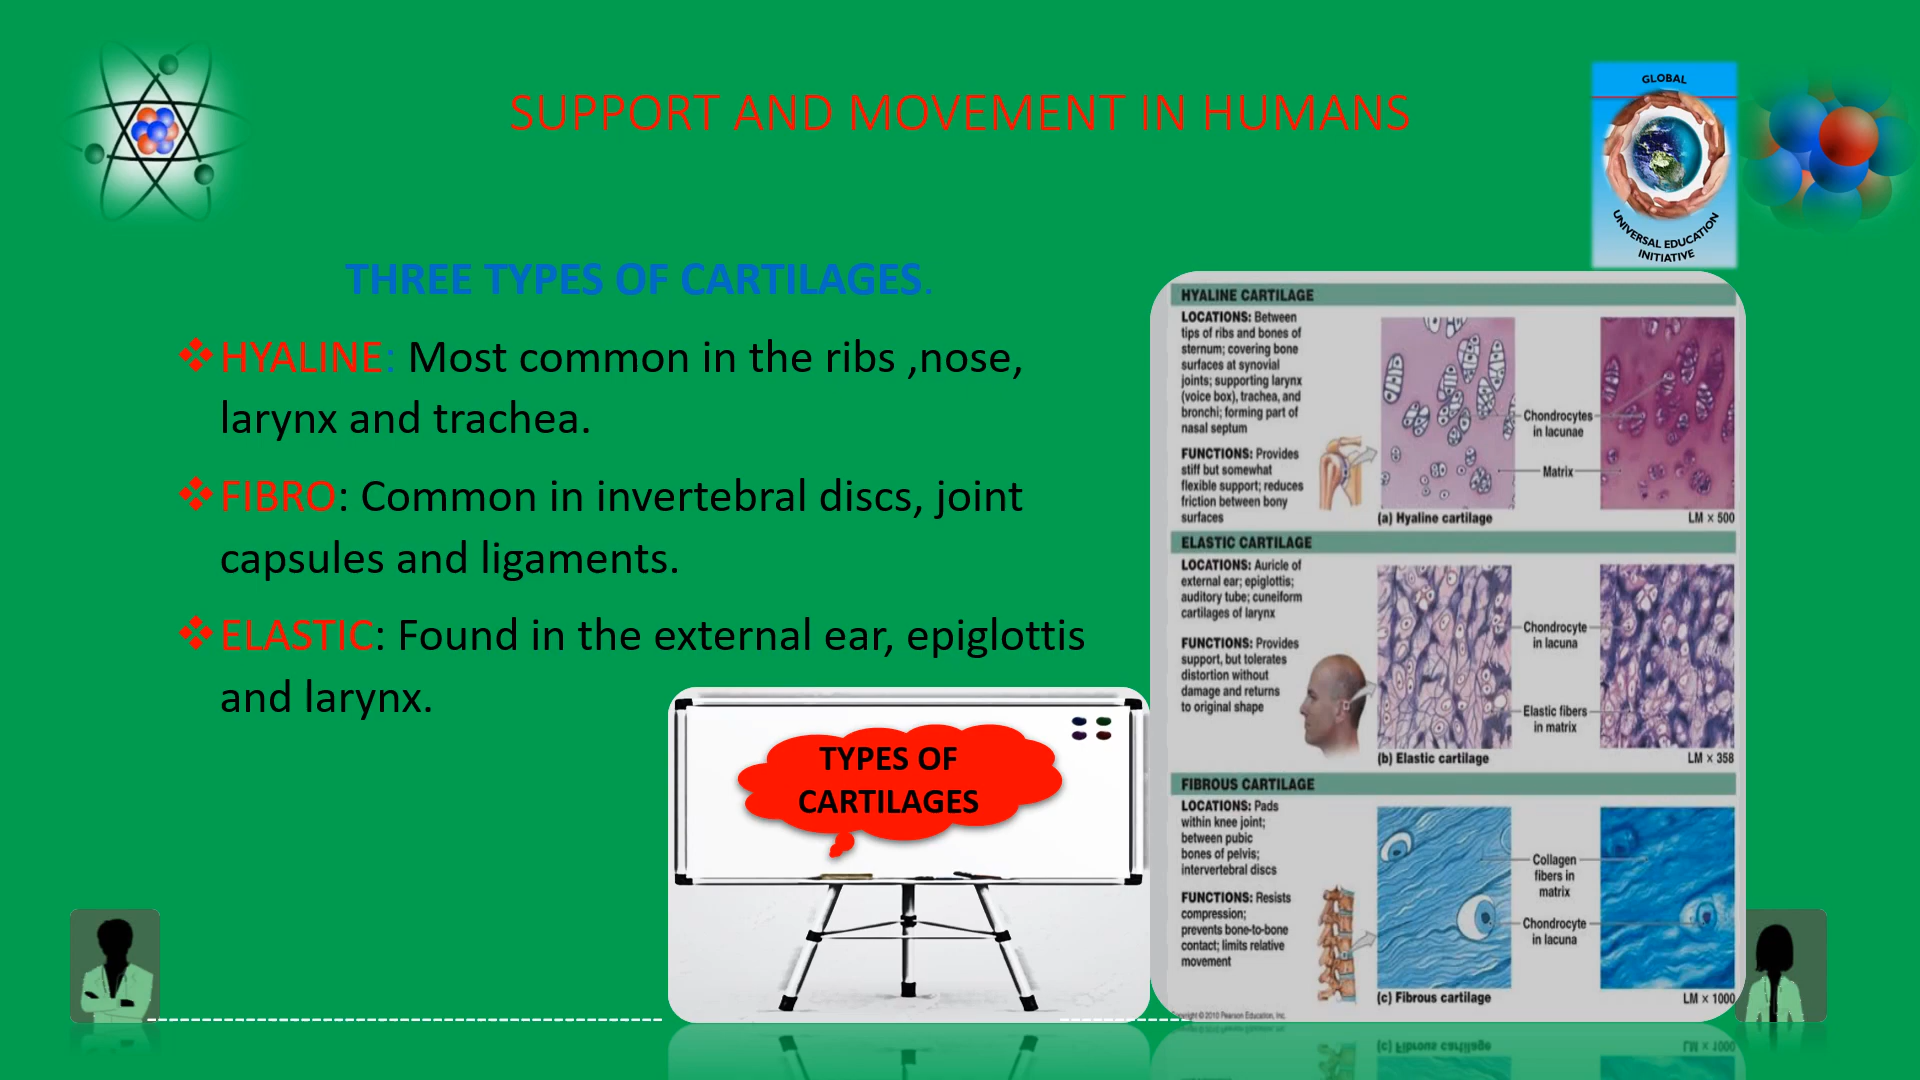 SUPPORT AND MOVEMENT IN HUMANS
GLOBAL
UNIVERSAL EDUCATION
INITIATIVE
THREE TYPES OF CARTILAGES.
HYALINE: Most common in the ribs ,nose,
larynx and trachea.
FIBRO: Common in invertebral discs, joint
capsules and ligaments.
ELASTIC: Found in the external ear, epiglottis
and larynx.
TYPES OF
CARTILAGES
HYALINE CARTILAGE
LOCATIONS: Between
tips of ribs and bones of
sternum; covering bone
surfaces at synovial
joints; supporting larynx
(voice box), trachea, and
bronchi; forming part of
nasal septum
FUNCTIONS: Provides
stiff but somewhat
flexible support; reduces
friction between bony
surfaces
Chondrocytes
in lacunae
Matrix
(a) Hyaline cartilage
LM × 500
ELASTIC CARTILAGE
LOCATIONS: Auricle of
external ear; epiglottis;
auditory tube; cuneiform
cartilages of larynx
FUNCTIONS: Provides
support, but tolerates
distortion without
damage and returns
to original shape
Chondrocyte
in lacuna
Elastic fibers
in matrix
(b) Elastic cartilage
LM × 358
FIBROUS CARTILAGE
LOCATIONS: Pads
within knee joint;
between pubic
bones of pelvis;
intervertebral discs
FUNCTIONS: Resists
compression;
prevents bone-to-bone
contact; limits relative
movement
Collagen
fibers in
matrix
Chondrocyte
in lacuna
(c) Fibrous cartilage
LM × 1000
© 2010 Pearson Education, Inc.